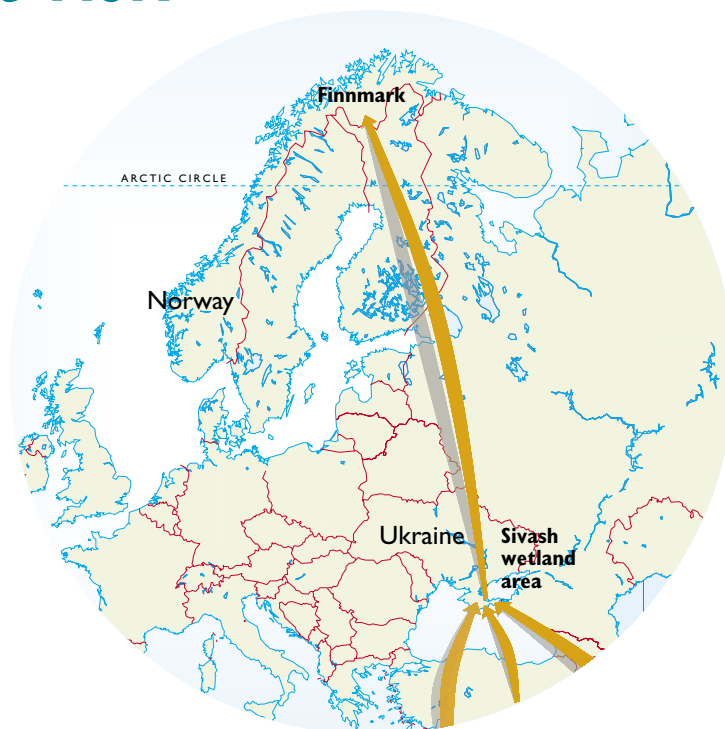 Finnmark
ARCTIC CIRCLE
Norway
Ukraine
Sivash
wetland
area